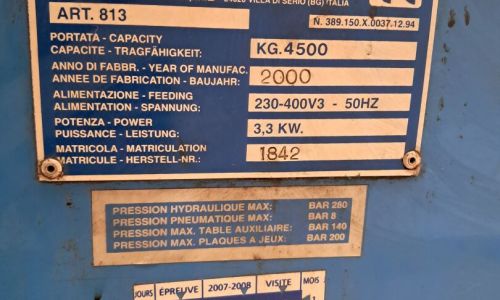 24020 VILLA DI SERIO (BG) ITALIA
ART. 813
N. 389.150.X.0037.12.94
PORTATA - CAPACITY
CAPACITE - TRAGFÄHIGKEIT: KG.4500
ANNO DI FABBR. - YEAR OF MANUFAC.
ANNEE DE FABRICATION - BAUJAHR: 2000
ALIMENTAZIONE - FEEDING
ALIMENTATION - SPANNUNG: 230-400V3 - 50HZ
POTENZA - POWER
PUISSANCE - LEISTUNG: 3,3 KW.
MATRICOLA - MATRICULATION
MATRICULE - HERSTELL-NR.: 1842
PRESSION HYDRAULIQUE MAX: BAR 280
PRESSION PNEUMATIQUE MAX: BAR 8
PRESSION MAX. TABLE AUXILIAIRE: BAR 140
PRESSION MAX. PLAQUES A JEUX: BAR 200
JOURS ÉPREUVE 2007-2008 VISITE MOIS